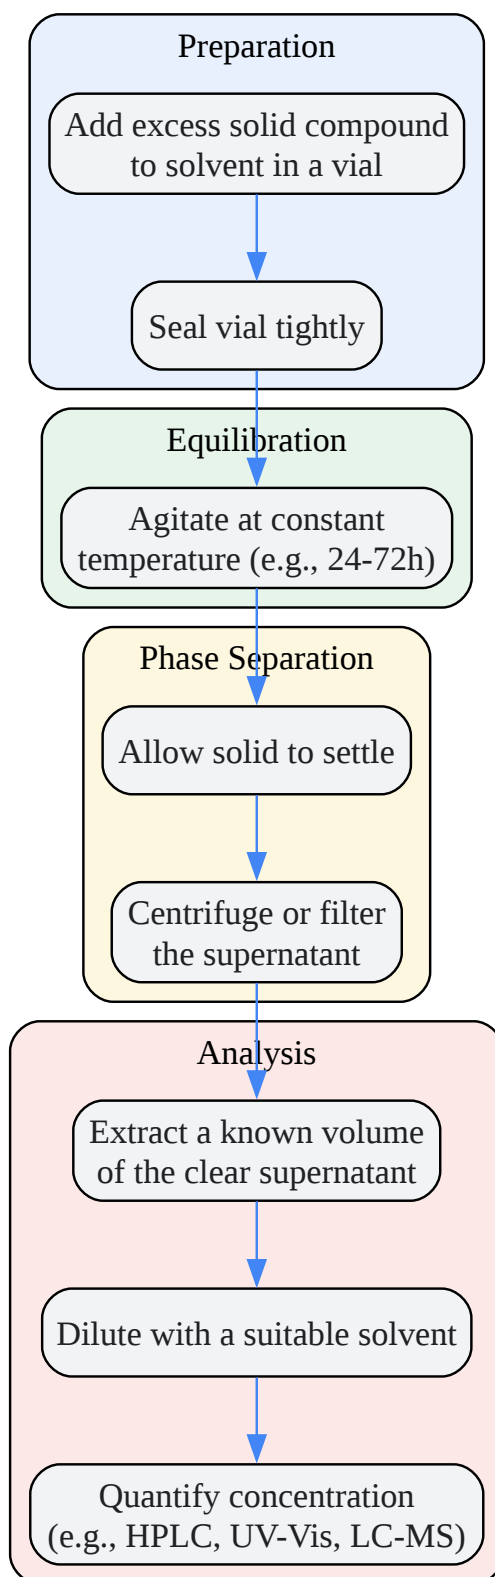 Preparation
Add excess solid compound
to solvent in a vial
Seal vial tightly
Equilibration
Agitate at constant
temperature (e.g., 24-72h)
Phase Separation
Allow solid to settle
Centrifuge or filter
the supernatant
Analysis
Extract a known volume
of the clear supernatant
Dilute with a suitable solvent
Quantify concentration
(e.g., HPLC, UV-Vis, LC-MS)